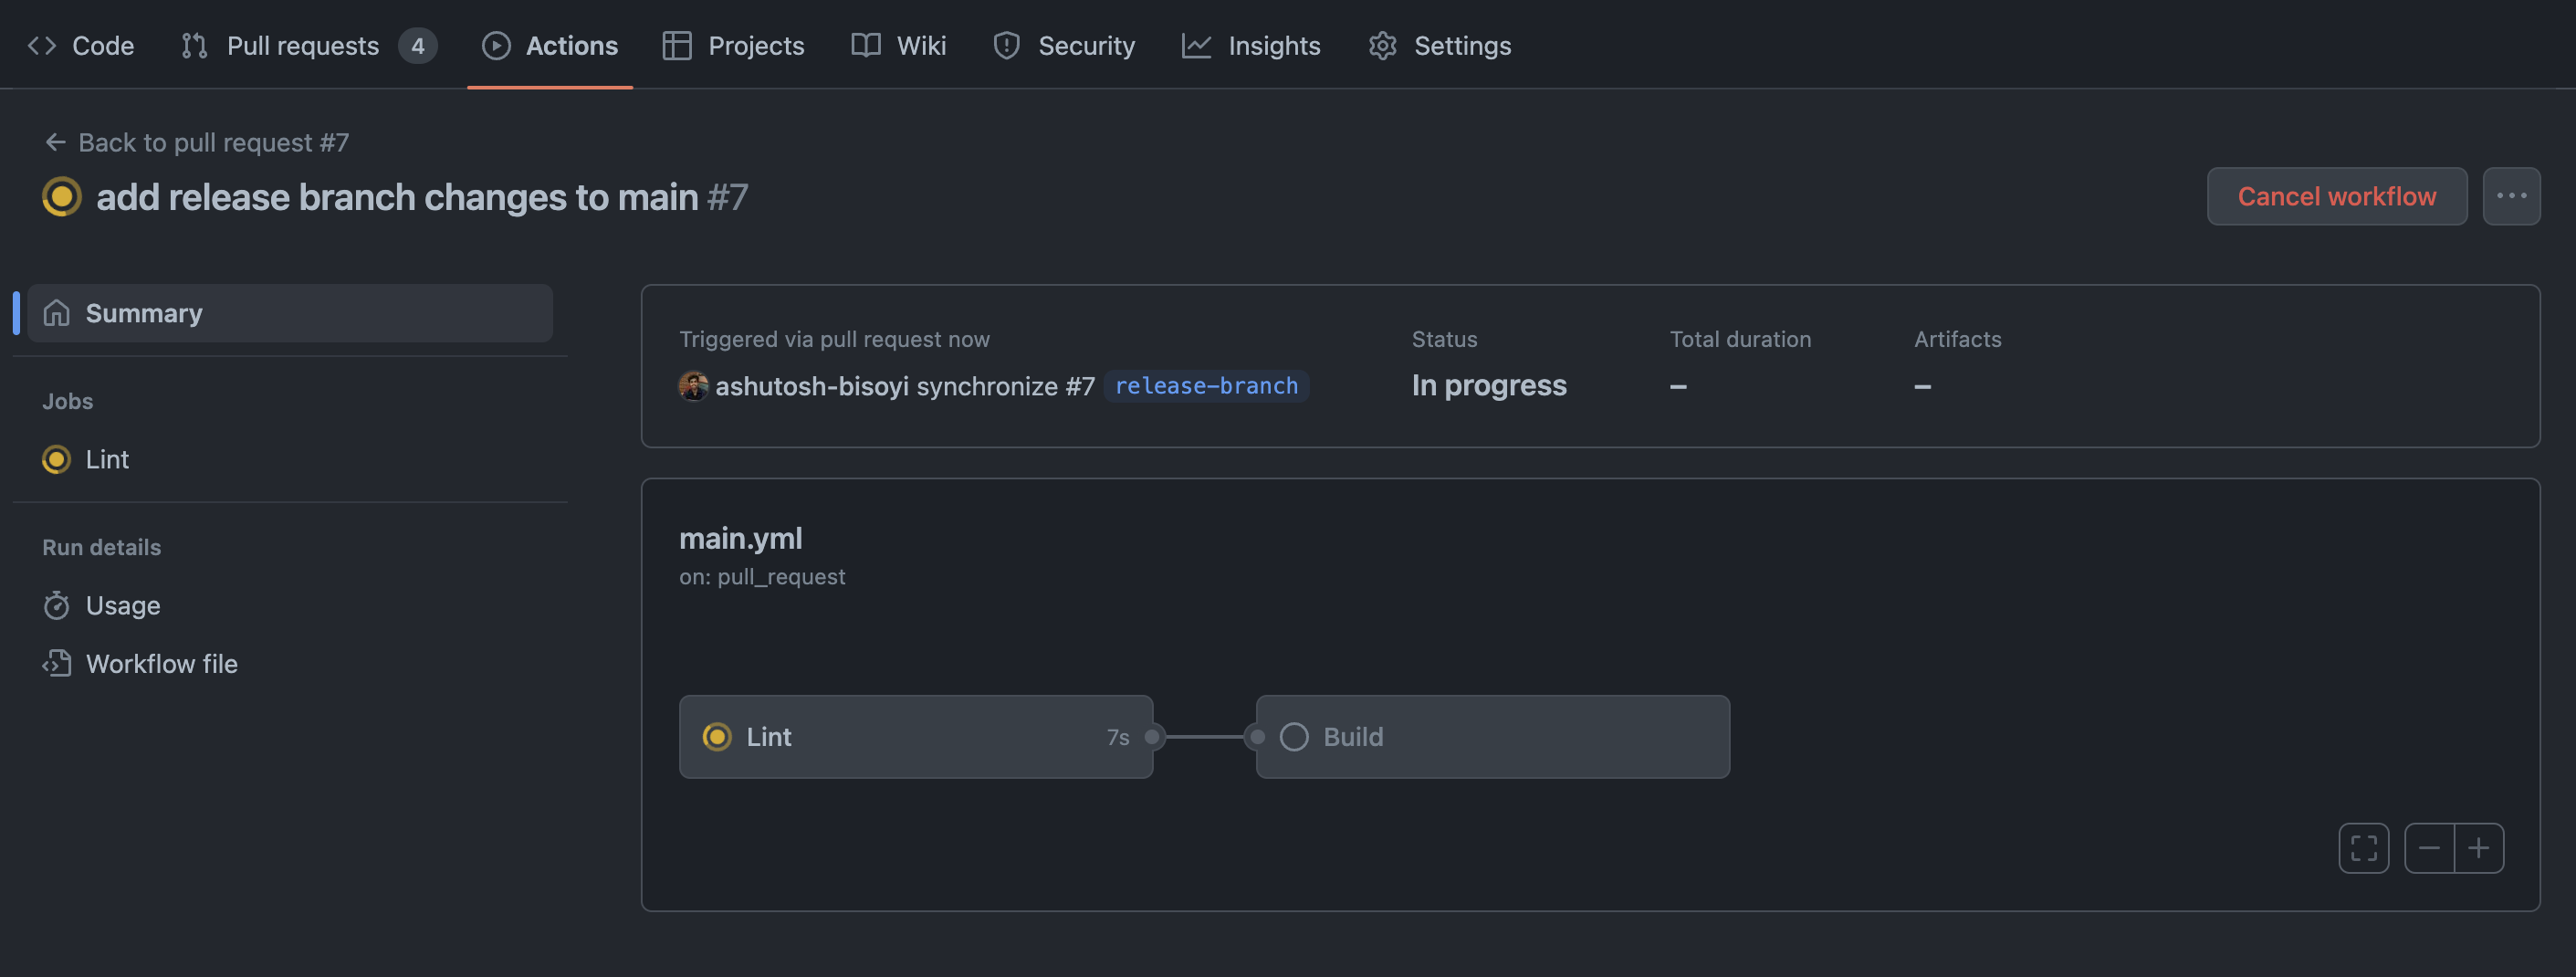 Code Pull requests 4 Actions Projects Wiki Security Insights Settings
Back to pull request #7
add release branch changes to main #7
Cancel workflow
Summary
Jobs
Lint
Run details
Usage
Workflow file
Triggered via pull request now
ashutosh-bisoyi synchronize #7 release-branch
Status
In progress
Total duration
–
Artifacts
–
main.yml
on: pull_request
Lint 7s
Build